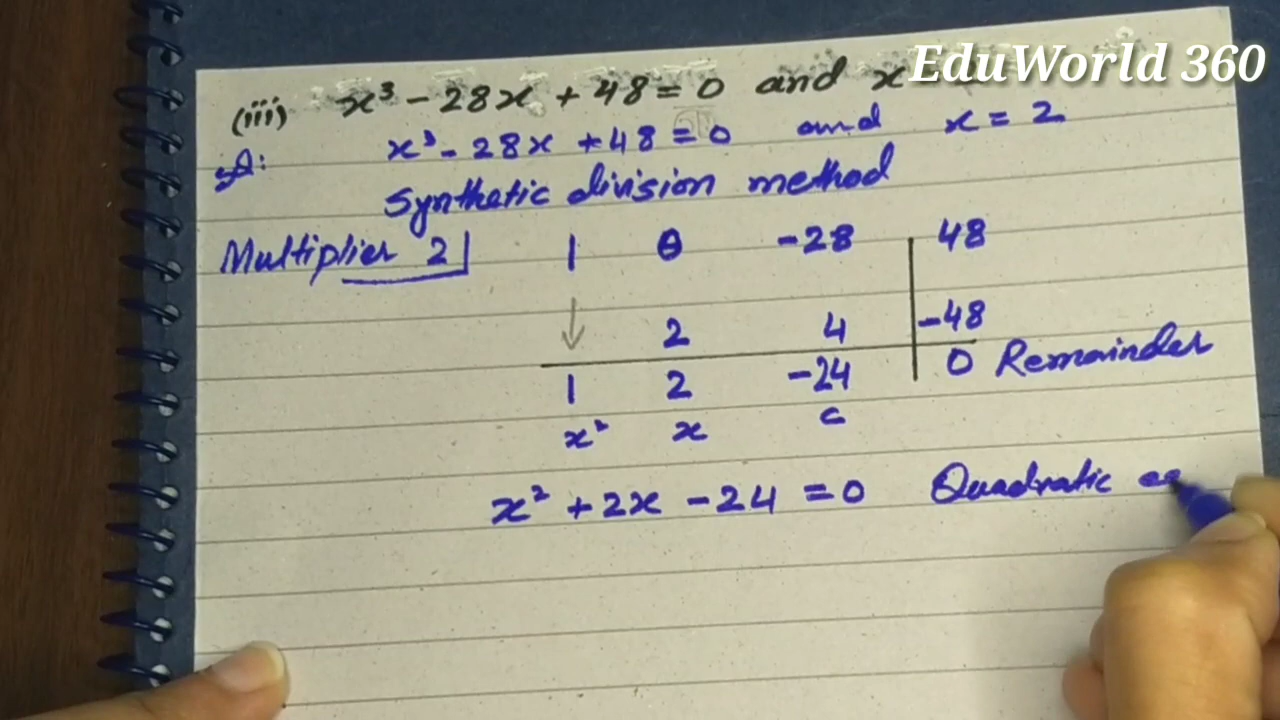 EduWorld 360
(iii) x³ - 28x + 48 = 0 and x
x³ - 28x + 48 = 0 and x = 2
Synthetic division method
Multiplier 2 1 0 -28 48
2 4 -48
1 2 -24 0 Remainder
x² x c
x² + 2x - 24 = 0 Quadratic